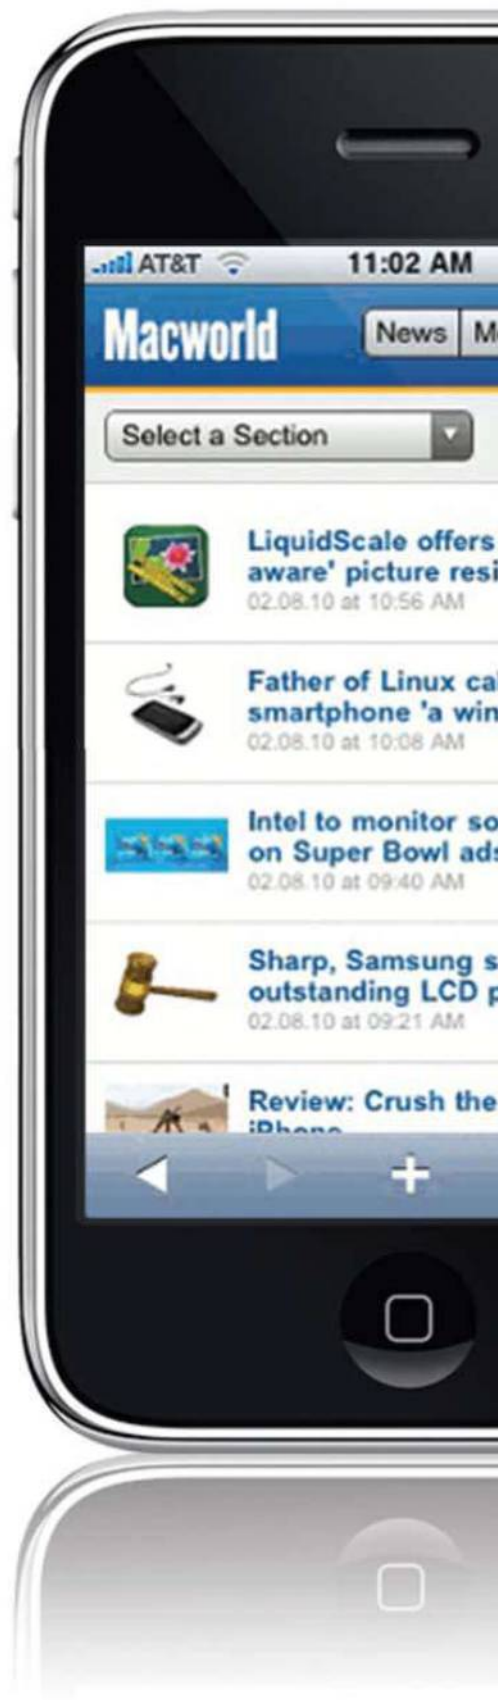 AT&T 11:02 AM
Macworld News
Select a Section
LiquidScale offers
aware' picture resi
02.08.10 at 10:56 AM
Father of Linux cal
smartphone 'a win
02.08.10 at 10:08 AM
Intel to monitor so
on Super Bowl ads
02.08.10 at 09:40 AM
Sharp, Samsung s
outstanding LCD p
02.08.10 at 09:21 AM
Review: Crush the
iPhone